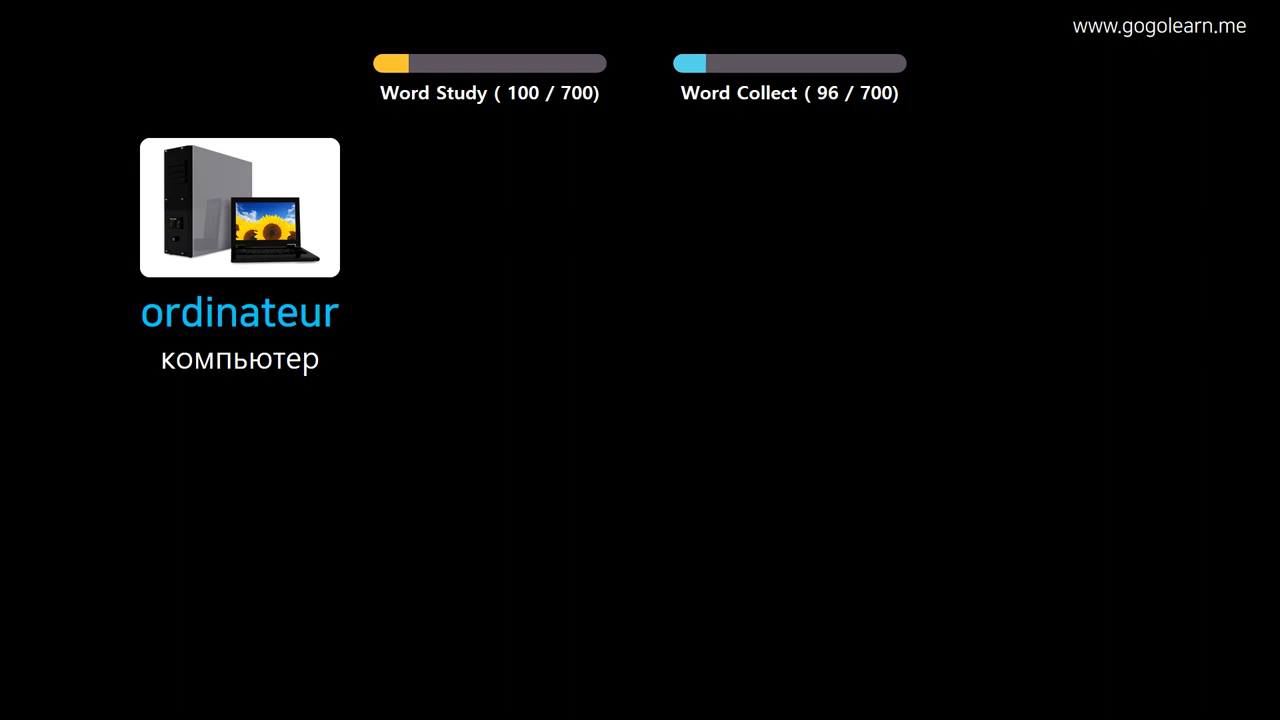 www.gogolearn.me
Word Study ( 100 / 700)
Word Collect ( 96 / 700)
ordinateur
компьютер